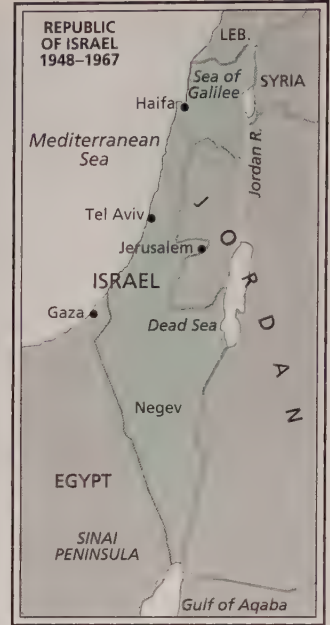 REPUBLIC
OF ISRAEL
1948–1967
LEB.
Sea of
Galilee
SYRIA
Haifa
Mediterranean
Sea
Jordan R.
Tel Aviv
JORDAN
Jerusalem
ISRAEL
Gaza
Dead Sea
Negev
EGYPT
SINAI
PENINSULA
Gulf of Aqaba